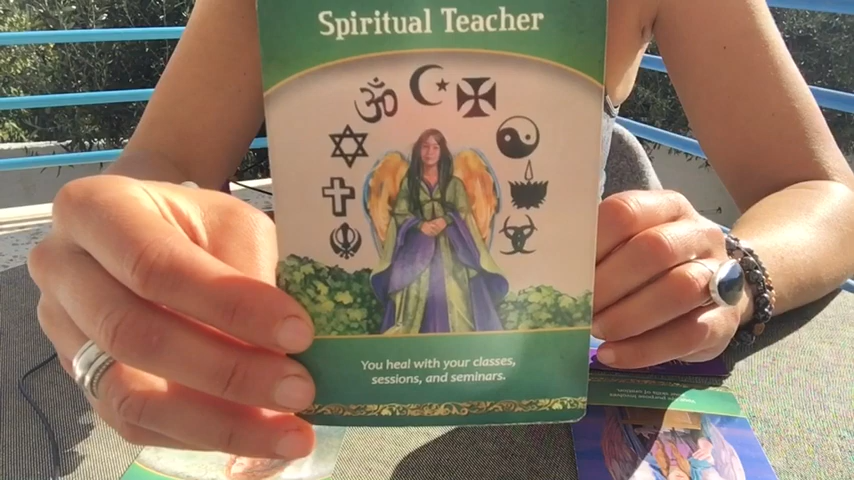 Spiritual Teacher
You heal with your classes,
sessions, and seminars.